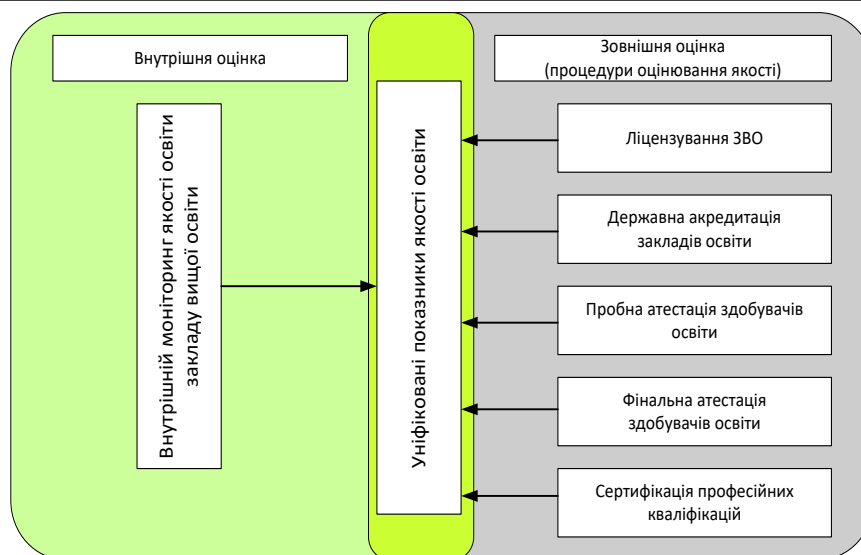 Внутрішня оцінка
Внутрішній моніторинг якості освіти
закладу вищої освіти
Уніфіковані показники якості освіти
Зовнішня оцінка
(процедури оцінювання якості)
Ліцензування ЗВО
Державна акредитація
закладів освіти
Пробна атестація здобувачів
освіти
Фінальна атестація
здобувачів освіти
Сертифікація професійних
кваліфікацій